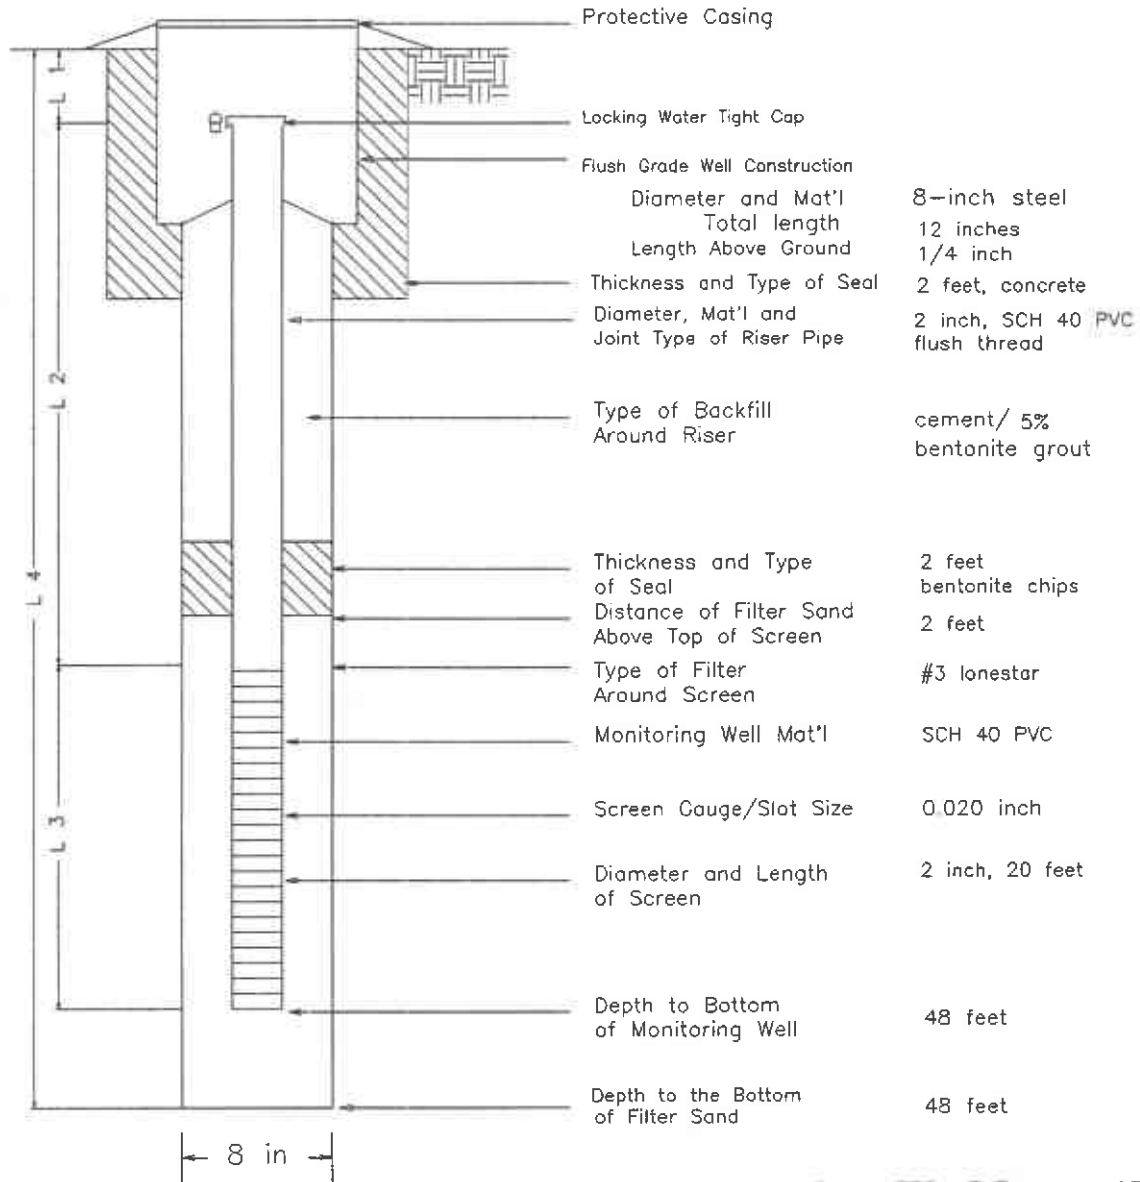 Protective Casing
L 1
Locking Water Tight Cap
Flush Grade Well Construction
Diameter and Mat'l 8-inch steel
Total length 12 inches
Length Above Ground 1/4 inch
Thickness and Type of Seal 2 feet, concrete
Diameter, Mat'l and 2 inch, SCH 40 PVC
Joint Type of Riser Pipe flush thread
L 2
Type of Backfill cement/ 5%
Around Riser bentonite grout
L 4
Thickness and Type 2 feet
of Seal bentonite chips
Distance of Filter Sand
Above Top of Screen 2 feet
Type of Filter #3 lonestar
Around Screen
Monitoring Well Mat'l SCH 40 PVC
L 3
Screen Gauge/Slot Size 0.020 inch
Diameter and Length 2 inch, 20 feet
of Screen
Depth to Bottom
of Monitoring Well 48 feet
Depth to the Bottom
of Filter Sand 48 feet
8 in